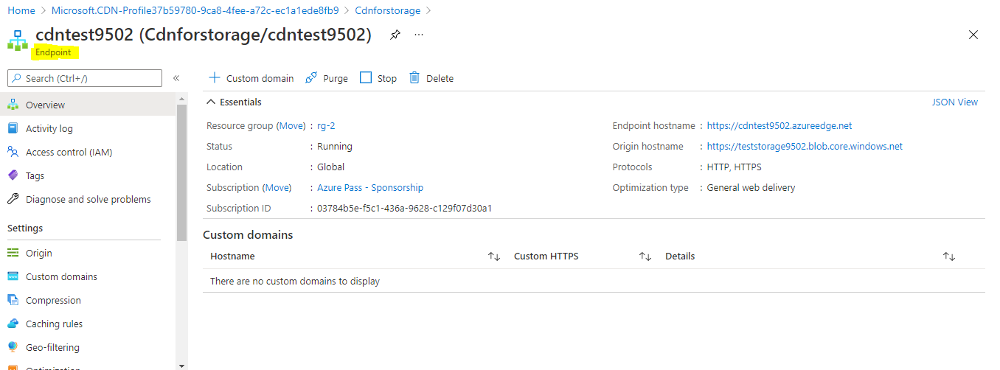 Home > Microsoft.CDN-Profile37b59780-9ca8-4fee-a72c-ec1a1ede8fb9 > Cdnforstorage >
cdntest9502 (Cdnforstorage/cdntest9502) ...
Endpoint
Search (Ctrl+/) «
Custom domain Purge Stop Delete
Overview
Activity log
Access control (IAM)
Tags
Diagnose and solve problems
Settings
Origin
Custom domains
Compression
Caching rules
Geo-filtering
Optimization
Essentials JSON View
Resource group (Move) : rg-2
Status : Running
Location : Global
Subscription (Move) : Azure Pass - Sponsorship
Subscription ID : 03784b5e-f5c1-436a-9628-c129f07d30a1
Endpoint hostname : https://cdntest9502.azureedge.net
Origin hostname : https://teststorage9502.blob.core.windows.net
Protocols : HTTP, HTTPS
Optimization type : General web delivery
Custom domains
Hostname Custom HTTPS Details
There are no custom domains to display